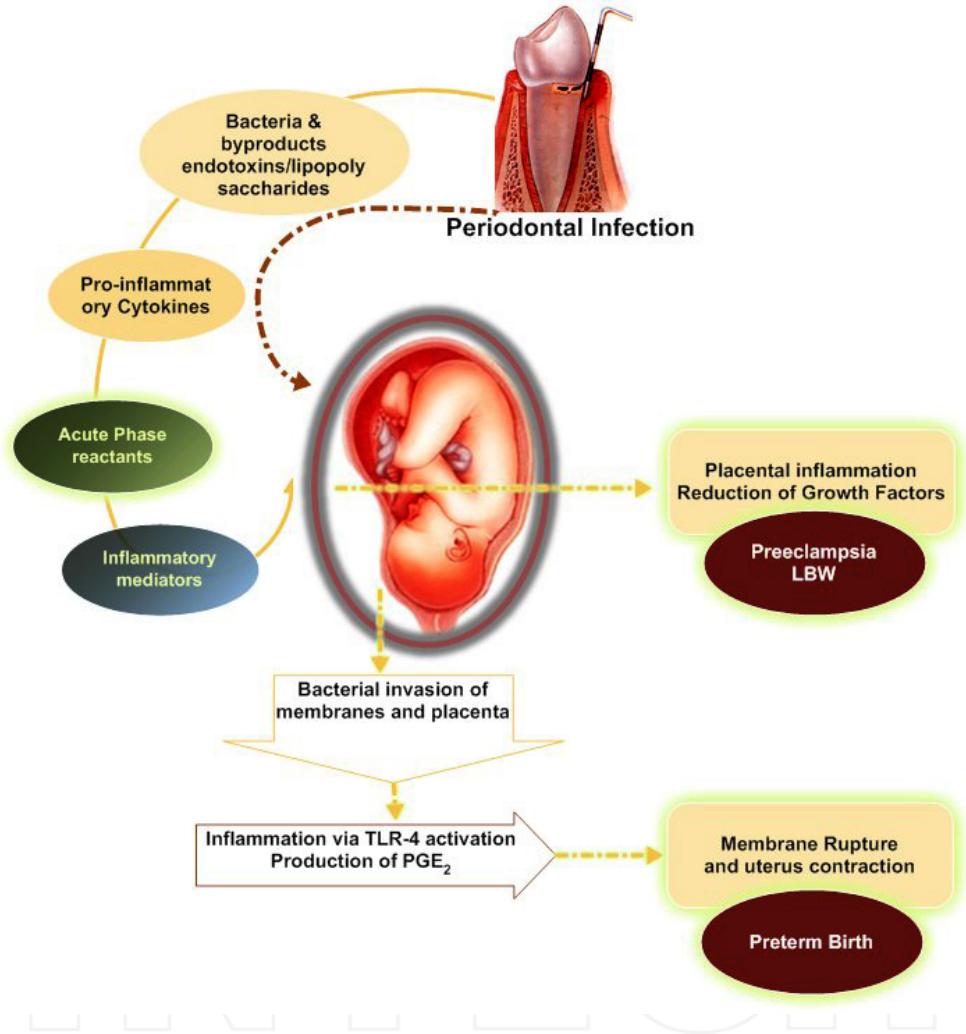 Bacteria &
byproducts
endotoxins/lipopoly
saccharides
Periodontal Infection
Pro-inflammat
ory Cytokines
Acute Phase
reactants
Inflammatory
mediators
Placental inflammation
Reduction of Growth Factors
Preeclampsia
LBW
Bacterial invasion of
membranes and placenta
Inflammation via TLR-4 activation
Production of PGE₂
Membrane Rupture
and uterus contraction
Preterm Birth